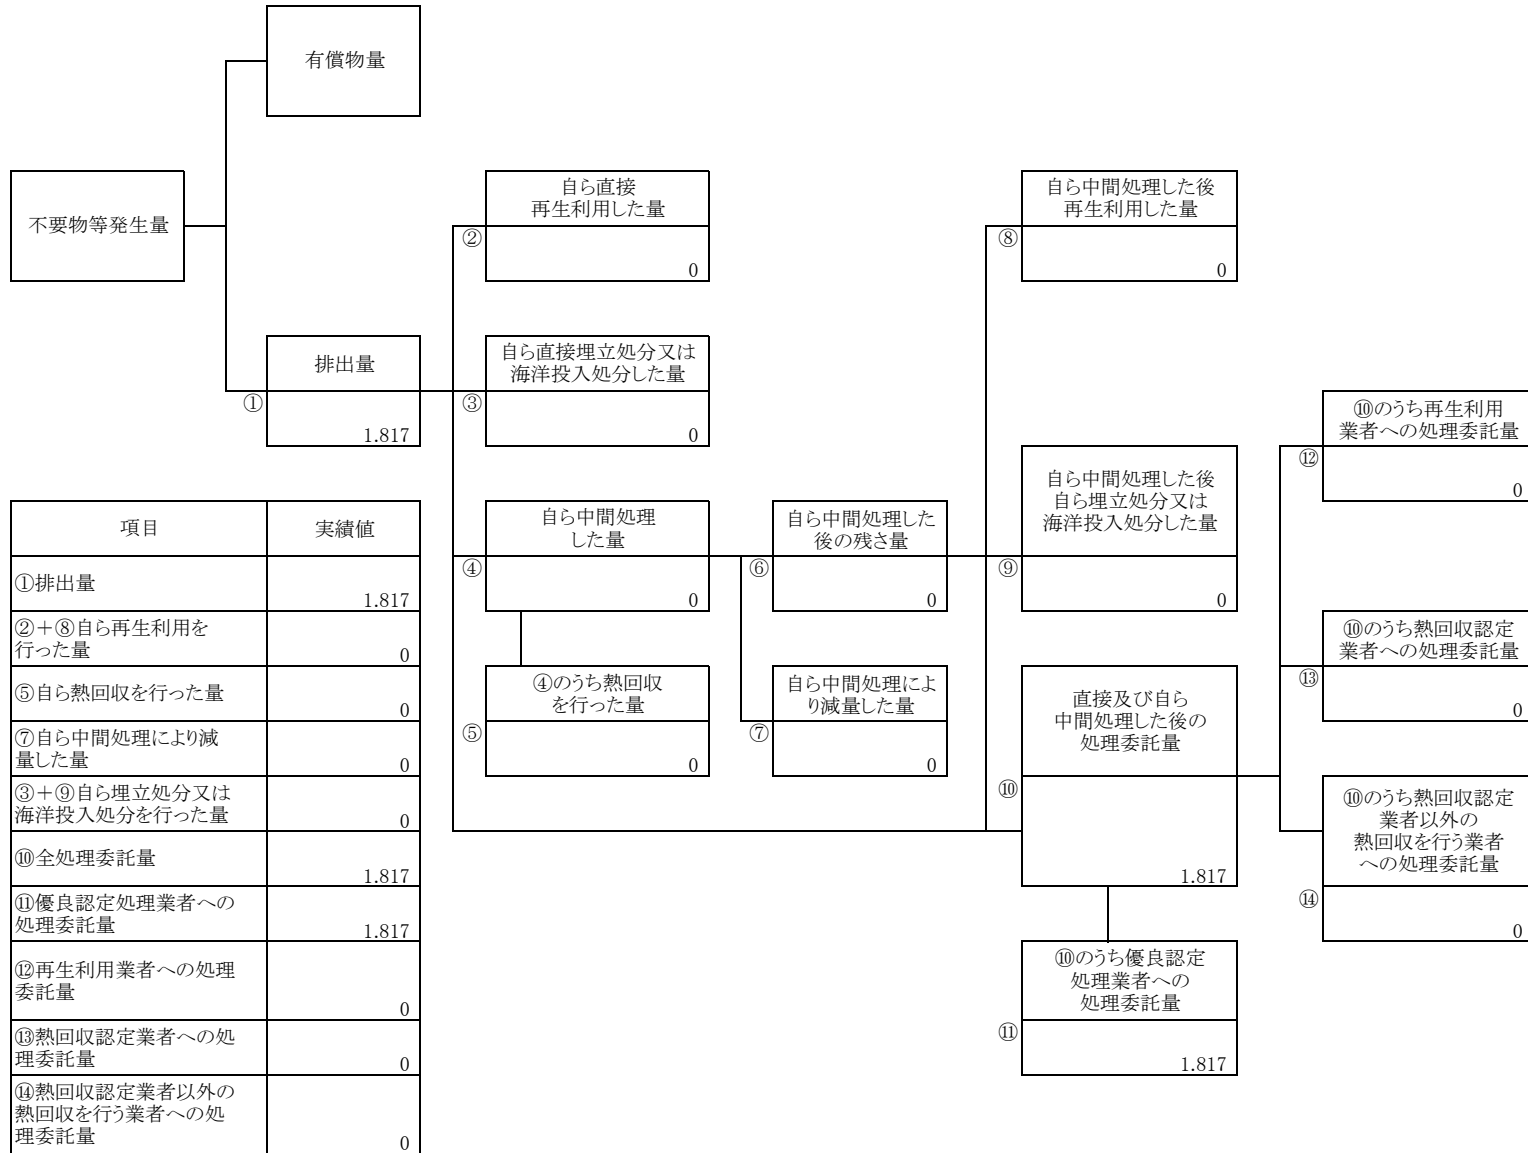 有償物量
不要物等発生量
自ら直接
再生利用した量
②
0
自ら中間処理した後
再生利用した量
⑧
0
排出量
①
1.817
自ら直接埋立処分又は
海洋投入処分した量
③
0
⑩のうち再生利用
業者への処理委託量
⑫
0
自ら中間処理
した量
④
0
自ら中間処理した
後の残さ量
⑥
0
自ら中間処理した後
自ら埋立処分又は
海洋投入処分した量
⑨
0
⑩のうち熱回収認定
業者への処理委託量
⑬
0
④のうち熱回収
を行った量
⑤
0
自ら中間処理によ
り減量した量
⑦
0
直接及び自ら
中間処理した後の
処理委託量
⑩
1.817
⑩のうち熱回収認定
業者以外の
熱回収を行う業者
への処理委託量
⑭
0
⑩のうち優良認定
処理業者への
処理委託量
⑪
1.817
項目 実績値
①排出量
1.817
②＋⑧自ら再生利用を
行った量 0
⑤自ら熱回収を行った量
0
⑦自ら中間処理により減
量した量 0
③＋⑨自ら埋立処分又は
海洋投入処分を行った量 0
⑩全処理委託量
1.817
⑪優良認定処理業者への
処理委託量 1.817
⑫再生利用業者への処理
委託量
0
⑬熱回収認定業者への処
理委託量 0
⑭熱回収認定業者以外の
熱回収を行う業者への処
理委託量 0